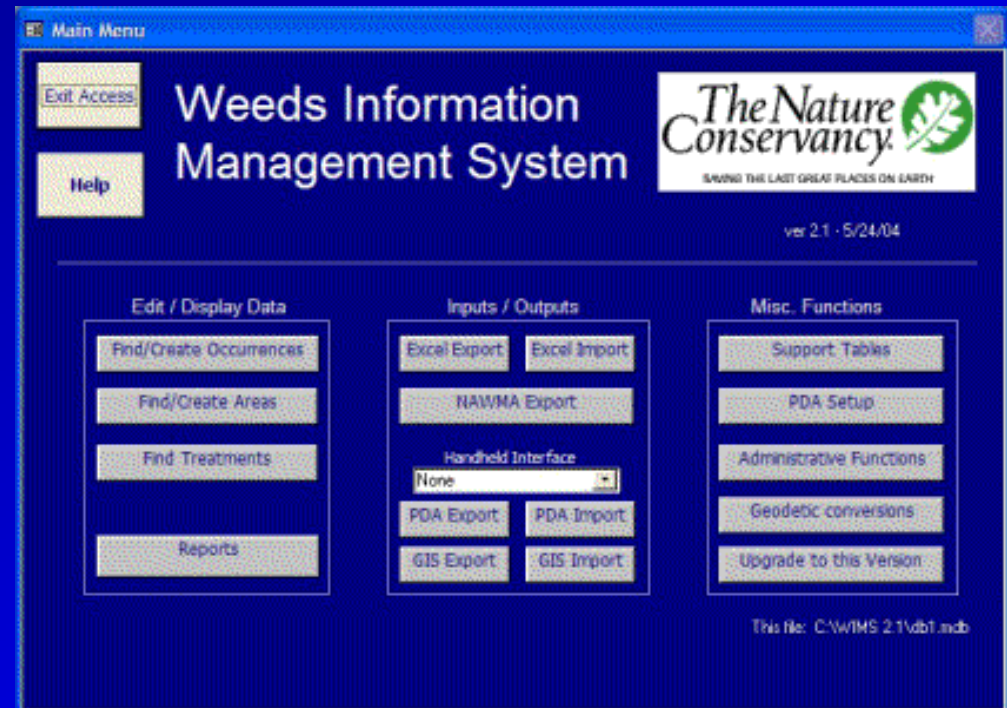 Main Menu
Exit Access
Help
Weeds Information
Management System
The Nature
Conservancy.
SAVING THE LAST GREAT PLACES ON EARTH
ver 2.1 - 5/24/04
Edit / Display Data
Find/Create Occurrences
Find/Create Areas
Find Treatments
Reports
Inputs / Outputs
Excel Export Excel Import
NAWMA Export
Handheld Interface
None
PDA Export PDA Import
GIS Export GIS Import
Misc. Functions
Support Tables
PDA Setup
Administrative Functions
Geodetic conversions
Upgrade to this Version
This file: C:\WIMS 2.1\db1.mdb